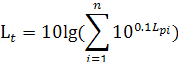 L_t = 10lg(∑_{i=1}^{n} 10^{0.1L_{pi}})